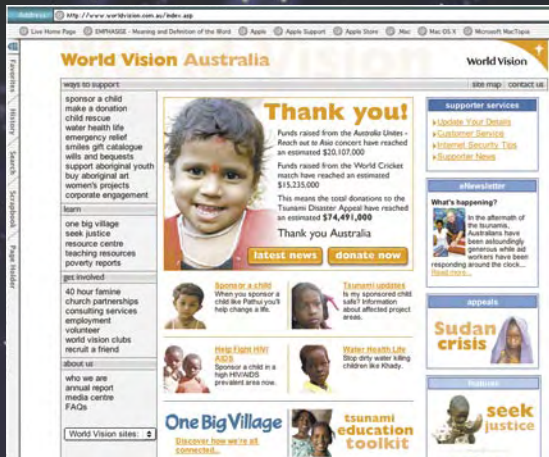 Address http://www.worldvision.com.au/index.asp
Live Home Page EMPHASISE - Meaning and Definition of the Word Apple Apple Support Apple Store .Mac Mac OS X Microsoft MacTopia
Favorites
History
Search
Scrapbook
Page Holder
World Vision Australia
World Vision
ways to support
site map contact us
sponsor a child
make a donation
child rescue
water health life
emergency relief
smiles gift catalogue
wills and bequests
support aboriginal youth
buy aboriginal art
women's projects
corporate engagement
learn
one big village
seek justice
resource centre
teaching resources
poverty reports
get involved
40 hour famine
church partnerships
consulting services
employment
volunteer
world vision clubs
recruit a friend
about us
who we are
annual report
media centre
FAQs
World Vision sites:
Thank you!
Funds raised from the Australia Unites -
Reach out to Asia concert have reached
an estimated $20,107,000
Funds raised from the World Cricket
match have reached an estimated
$15,235,000
This means the total donations to the
Tsunami Disaster Appeal have reached
an estimated $74,491,000
Thank you Australia
latest news donate now
Sponsor a child
When you sponsor a
child like Pathui you'll
help change a life.
Tsunami updates
Is my sponsored child
safe? Information
about affected project
areas.
Help Fight HIV/
AIDS
Sponsor a child in a
high HIV/AIDS
prevalent area now.
Water Health Life
Stop dirty water killing
children like Khady.
One Big Village
Discover how we're all
connected...
tsunami
education
toolkit
supporter services
Update Your Details
Customer Service
Internet Security Tips
Supporter News
eNewsletter
What's happening?
In the aftermath of
the tsunami,
Australians have
been astoundingly
generous while aid
workers have been
responding around the clock...
Read more...
appeals
Sudan
crisis
features
seek
justice